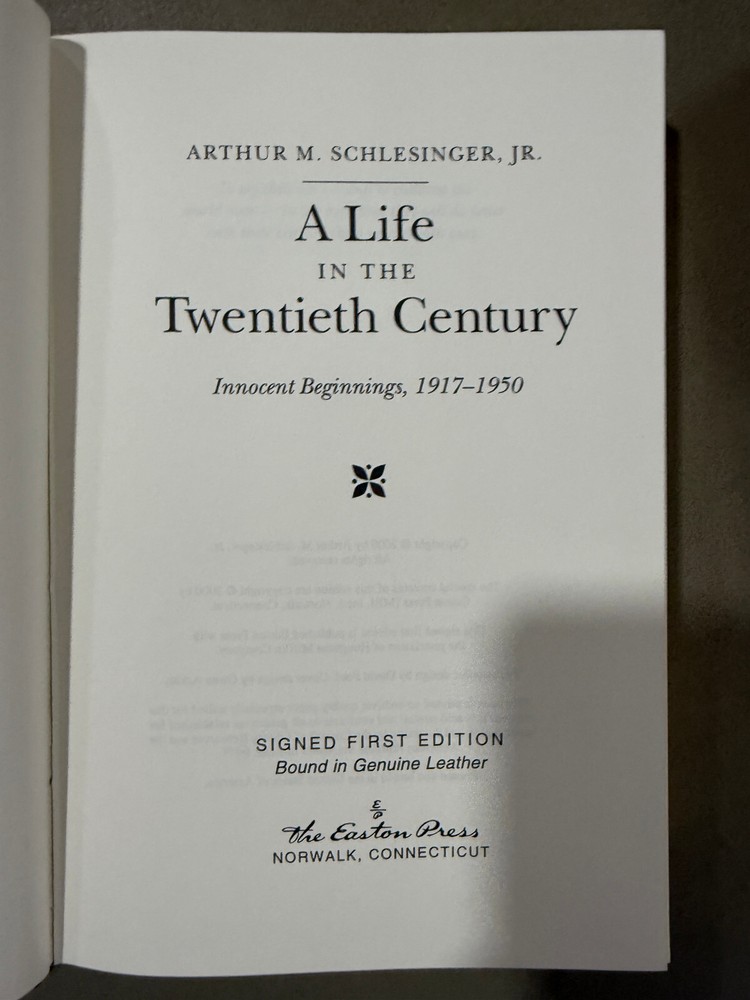 ARTHUR M. SCHLESINGER, JR.
A Life
IN THE
Twentieth Century
Innocent Beginnings, 1917–1950
SIGNED FIRST EDITION
Bound in Genuine Leather
E
P
The Easton Press
NORWALK, CONNECTICUT